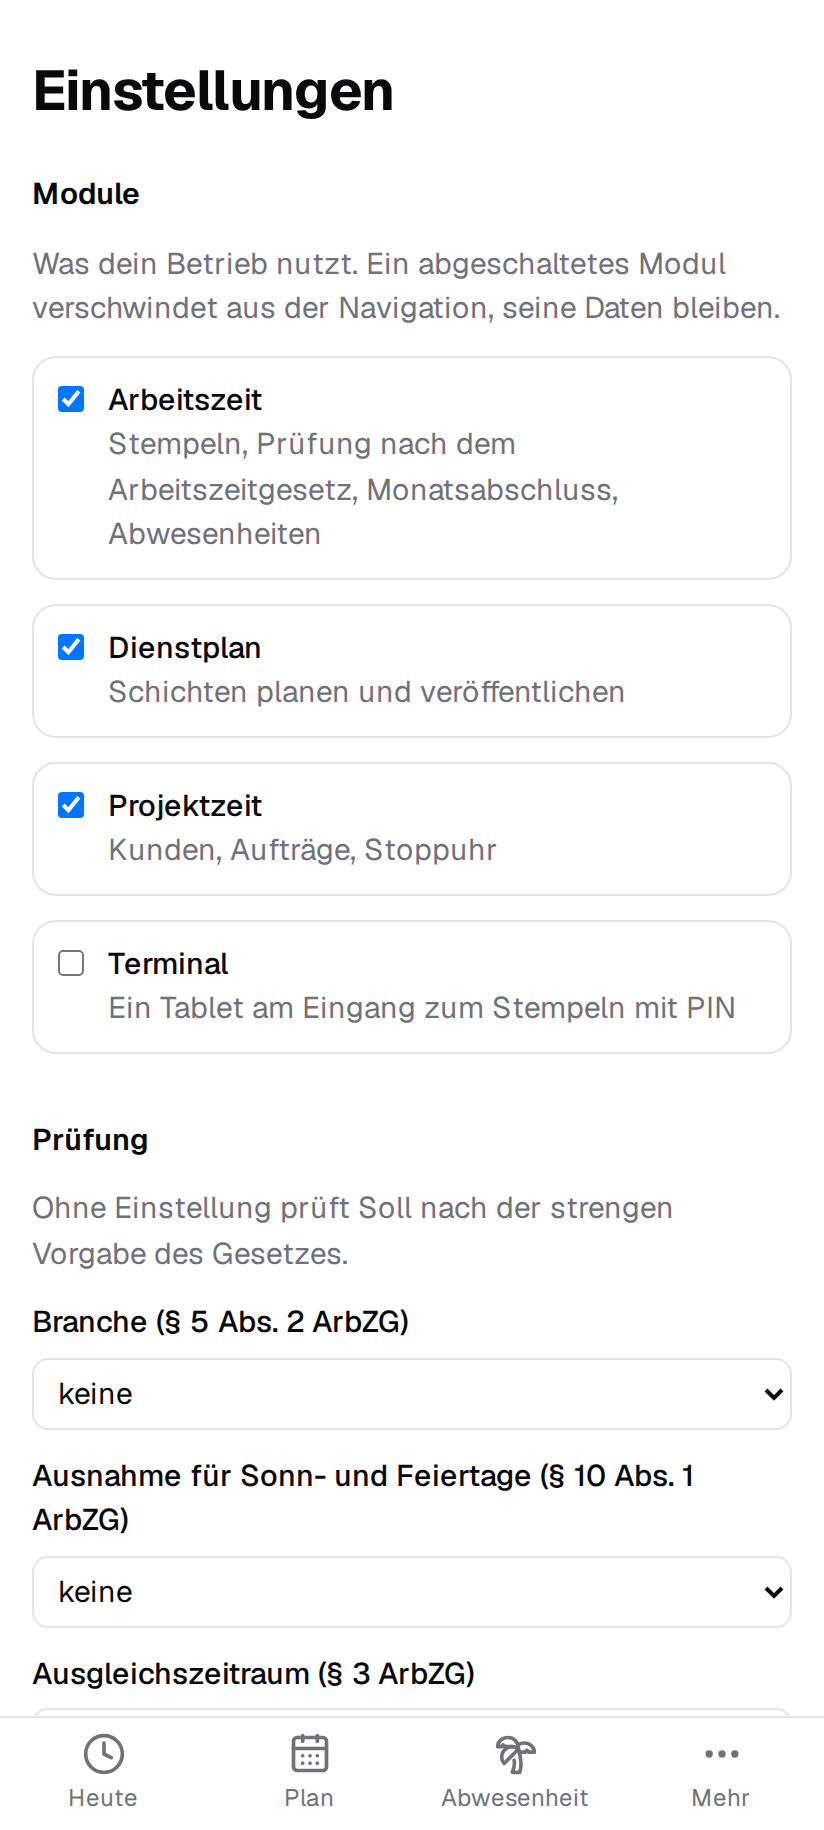 Einstellungen
Module
Was dein Betrieb nutzt. Ein abgeschaltetes Modul
verschwindet aus der Navigation, seine Daten bleiben.
Arbeitszeit
Stempeln, Prüfung nach dem
Arbeitszeitgesetz, Monatsabschluss,
Abwesenheiten
Dienstplan
Schichten planen und veröffentlichen
Projektzeit
Kunden, Aufträge, Stoppuhr
Terminal
Ein Tablet am Eingang zum Stempeln mit PIN
Prüfung
Ohne Einstellung prüft Soll nach der strengen
Vorgabe des Gesetzes.
Branche (§ 5 Abs. 2 ArbZG)
keine
Ausnahme für Sonn- und Feiertage (§ 10 Abs. 1
ArbZG)
keine
Ausgleichszeitraum (§ 3 ArbZG)
Heute
Plan
Abwesenheit
Mehr